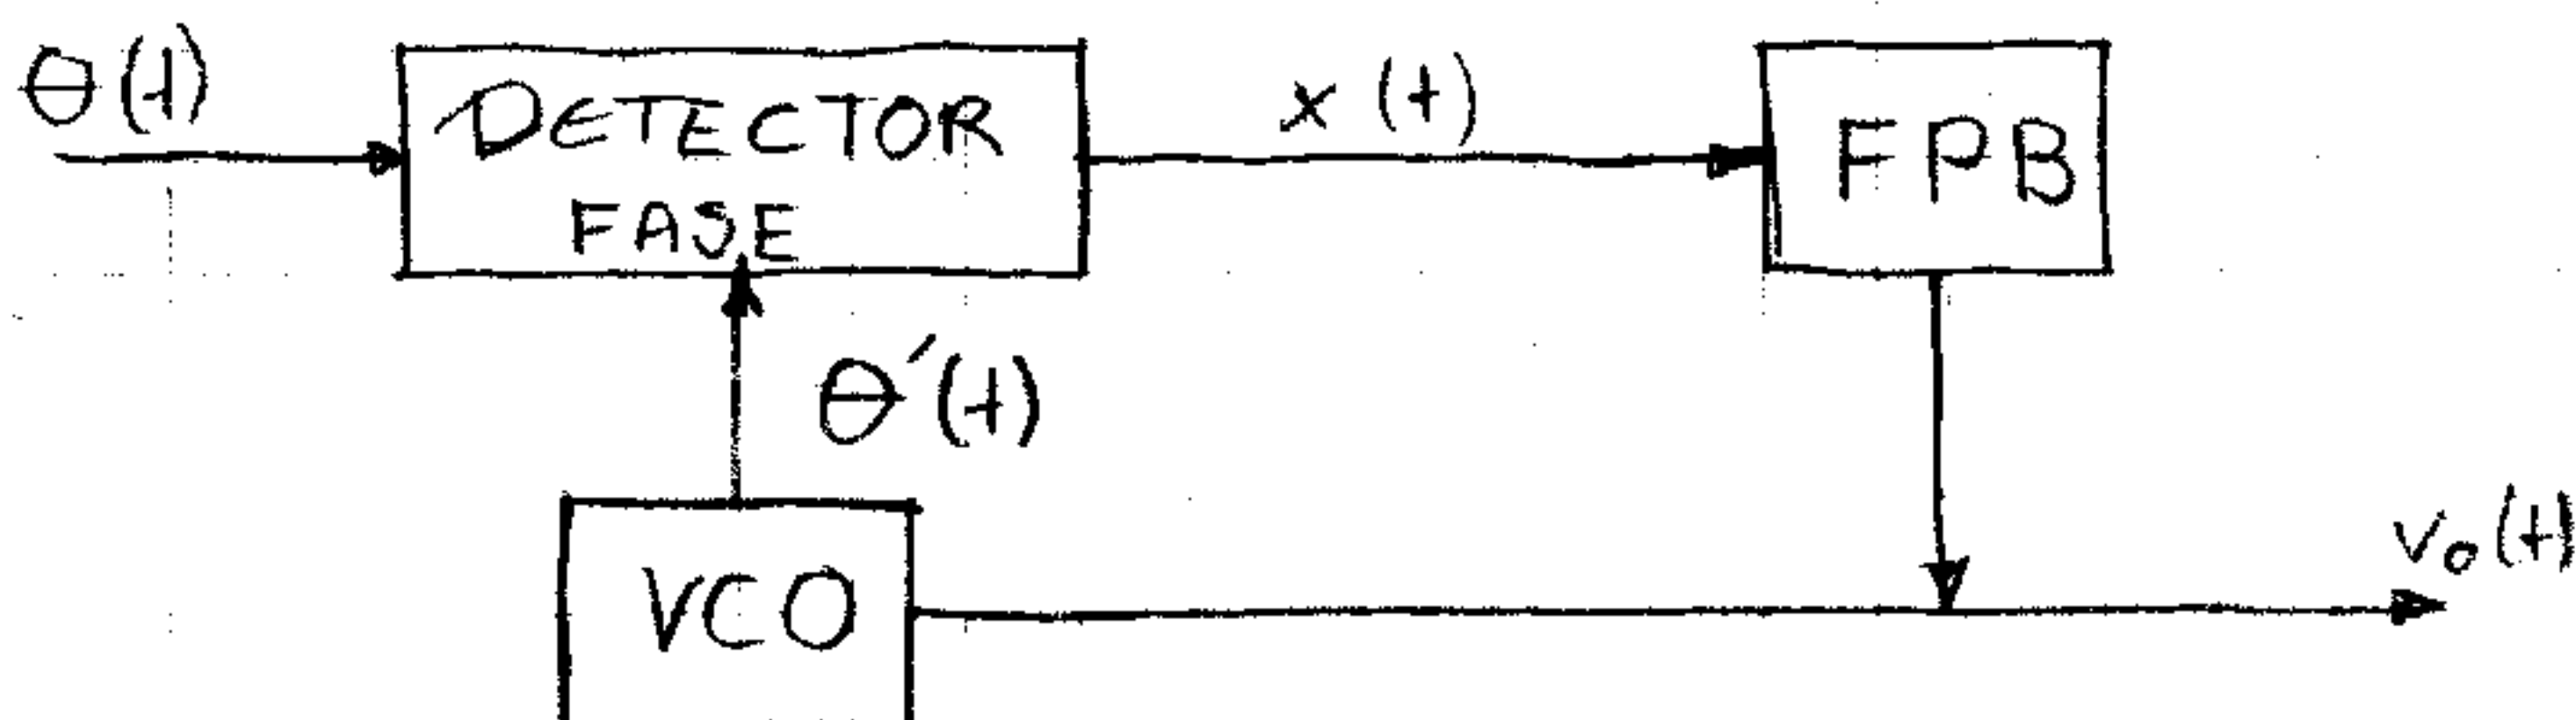 θ(t)
DETECTOR
FASE
x(t)
FPB
θ'(t)
VCO
v₀(t)